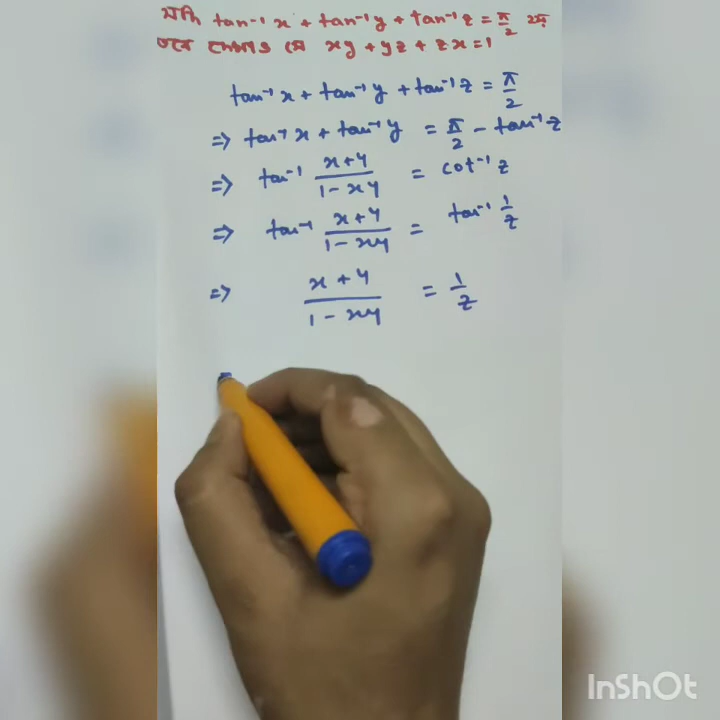 যদি tan⁻¹ x + tan⁻¹ y + tan⁻¹ z = π/2 হয়
তবে দেখাও যে xy + yz + zx = 1
tan⁻¹ x + tan⁻¹ y + tan⁻¹ z = π/2
⇒ tan⁻¹ x + tan⁻¹ y = π/2 - tan⁻¹ z
⇒ tan⁻¹ (x+y)/(1-xy) = cot⁻¹ z
⇒ tan⁻¹ (x+y)/(1-xy) = tan⁻¹ 1/z
⇒ (x+y)/(1-xy) = 1/z
InShOt